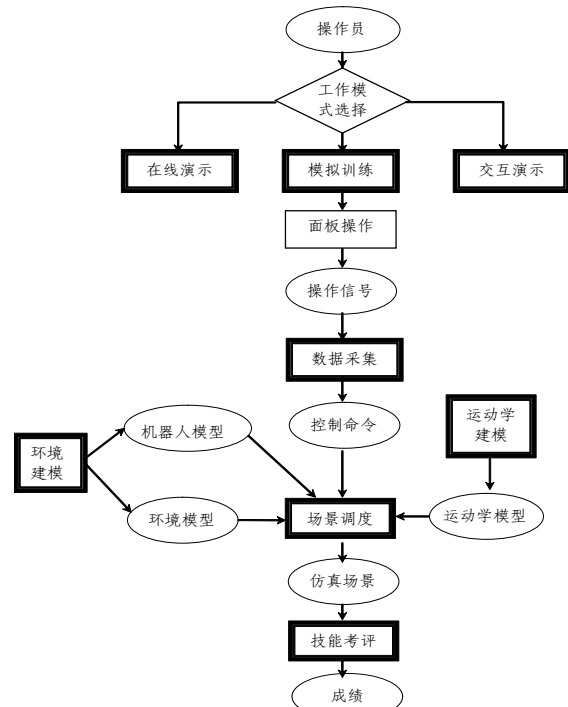 操作员
工作模
式选择
在线演示
模拟训练
交互演示
面板操作
操作信号
数据采集
机器人模型
控制命令
运动学
建模
环境
建模
环境模型
场景调度
运动学模型
仿真场景
技能考评
成绩